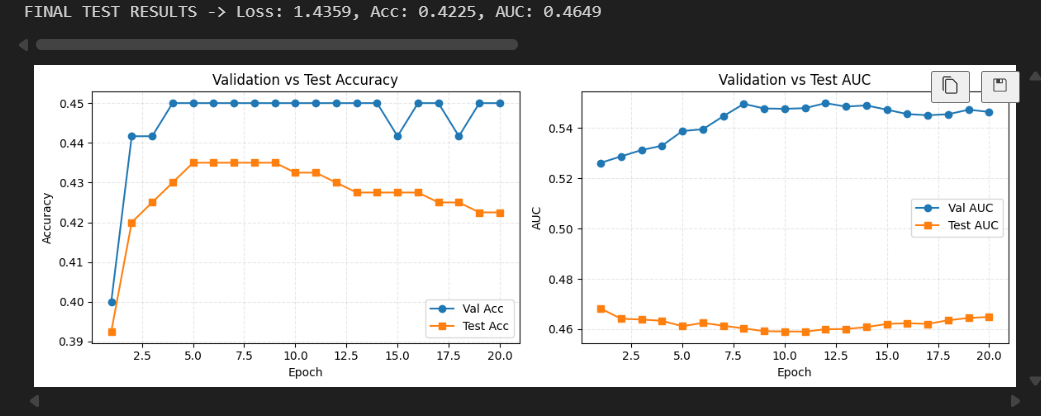 FINAL TEST RESULTS -> Loss: 1.4359, Acc: 0.4225, AUC: 0.4649
Validation vs Test Accuracy
0.45
0.44
0.43
0.42
0.41
0.40
0.39
Accuracy
2.5 5.0 7.5 10.0 12.5 15.0 17.5 20.0
Epoch
Val Acc
Test Acc
Validation vs Test AUC
0.54
0.52
0.50
0.48
0.46
AUC
2.5 5.0 7.5 10.0 12.5 15.0 17.5 20.0
Epoch
Val AUC
Test AUC